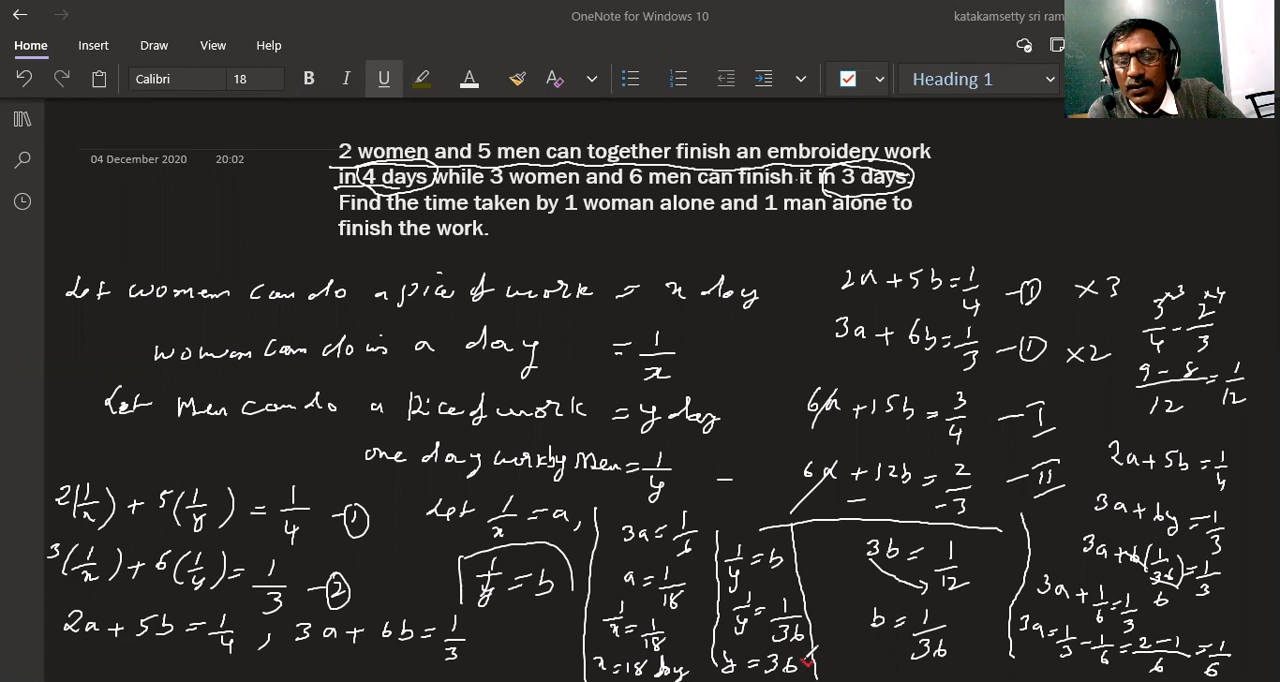 OneNote for Windows 10
katakamsetty sri ram
Home Insert Draw View Help
Calibri 18 B I U A A Heading 1
04 December 2020 20:02
2 women and 5 men can together finish an embroidery work
in 4 days while 3 women and 6 men can finish it in 3 days.
Find the time taken by 1 woman alone and 1 man alone to
finish the work.
Let women can do a pice of work = x day
women can do in a day = 1/x
Let Men can do a Pice of work = y day
one day work by Men = 1/y
2(1/x) + 5(1/y) = 1/4 - ①
3(1/x) + 6(1/y) = 1/3 - ②
2a + 5b = 1/4 , 3a + 6b = 1/3
Let 1/x = a,
1/y = b
3a = 1/6
a = 1/18
1/x = 1/18
x = 18 day
1/y = b
1/y = 1/36
y = 36
2a + 5b = 1/4 - ① × 3
3a + 6b = 1/3 - ① × 2
6a + 15b = 3/4 - I
6a + 12b = 2/3 - II
- - -
3b = 1/12
b = 1/36
3×3/4 - 2×4/3
9 - 8/12 = 1/12
2a + 5b = 1/4
3a + 6y = 1/3
3a + 6(1/36) = 1/3
6
3a + 1/6 = 1/3
3a = 1/3 - 1/6 = 2 - 1/6 = 1/6